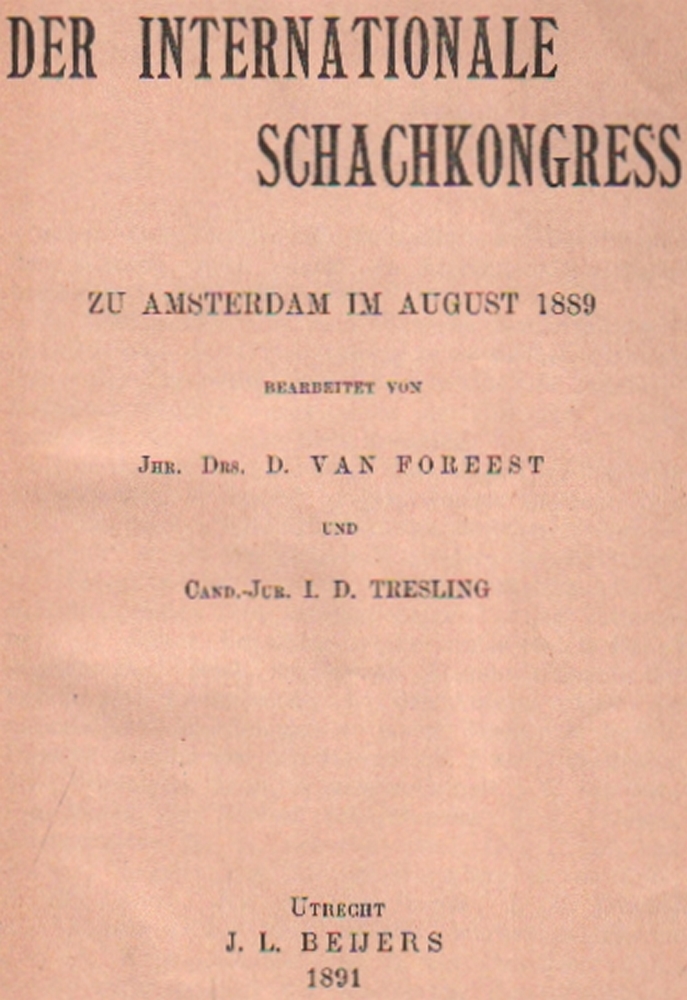 DER INTERNATIONALE
SCHACHKONGRESS
ZU AMSTERDAM IM AUGUST 1889
BEARBEITET VON
JHR. DRS. D. VAN FOREEST
UND
CAND.-JUR. I. D. TRESLING
UTRECHT
J. L. BEIJERS
1891